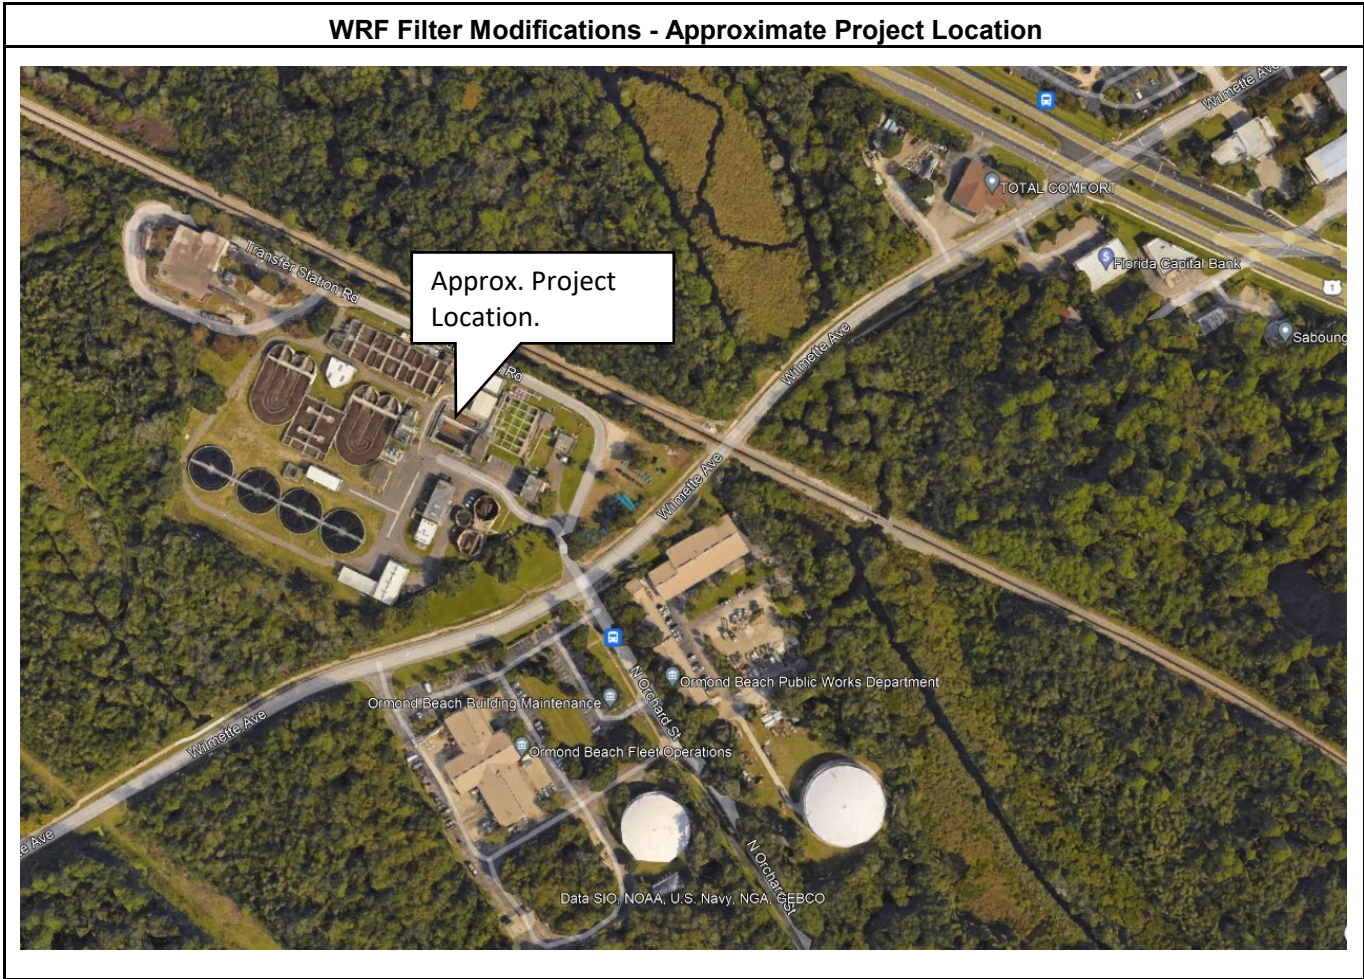 WRF Filter Modifications - Approximate Project Location
Wilmette Ave
TOTAL COMFORT
Transfer Station Rd
Florida Capital Bank
Approx. Project
Location.
1
Saboung
Rd
Wilmette Ave
Wilmette Ave
N Orchard St
Ormond Beach Public Works Department
Ormond Beach Building Maintenance
Wilmette Ave
Ormond Beach Fleet Operations
e Ave
N Orchard St
Data SIO, NOAA, U.S. Navy, NGA, GEBCO